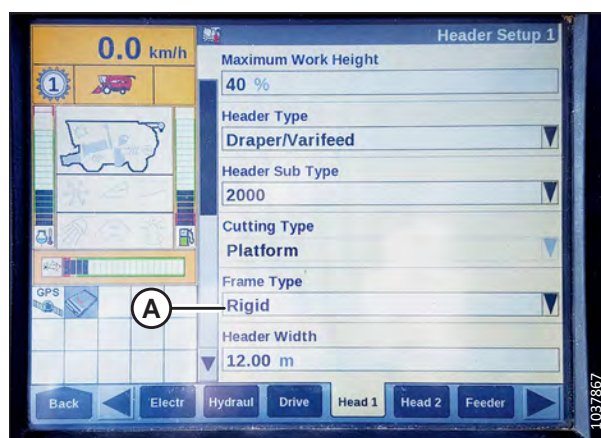 0.0 km/h
Header Setup 1
1
Maximum Work Height
40 %
Header Type
Draper/Varifeed
Header Sub Type
2000
Cutting Type
Platform
Frame Type
GPS
A
Rigid
Header Width
12.00 m
Back
Electr
Hydraul
Drive
Head 1
Head 2
Feeder
1037867